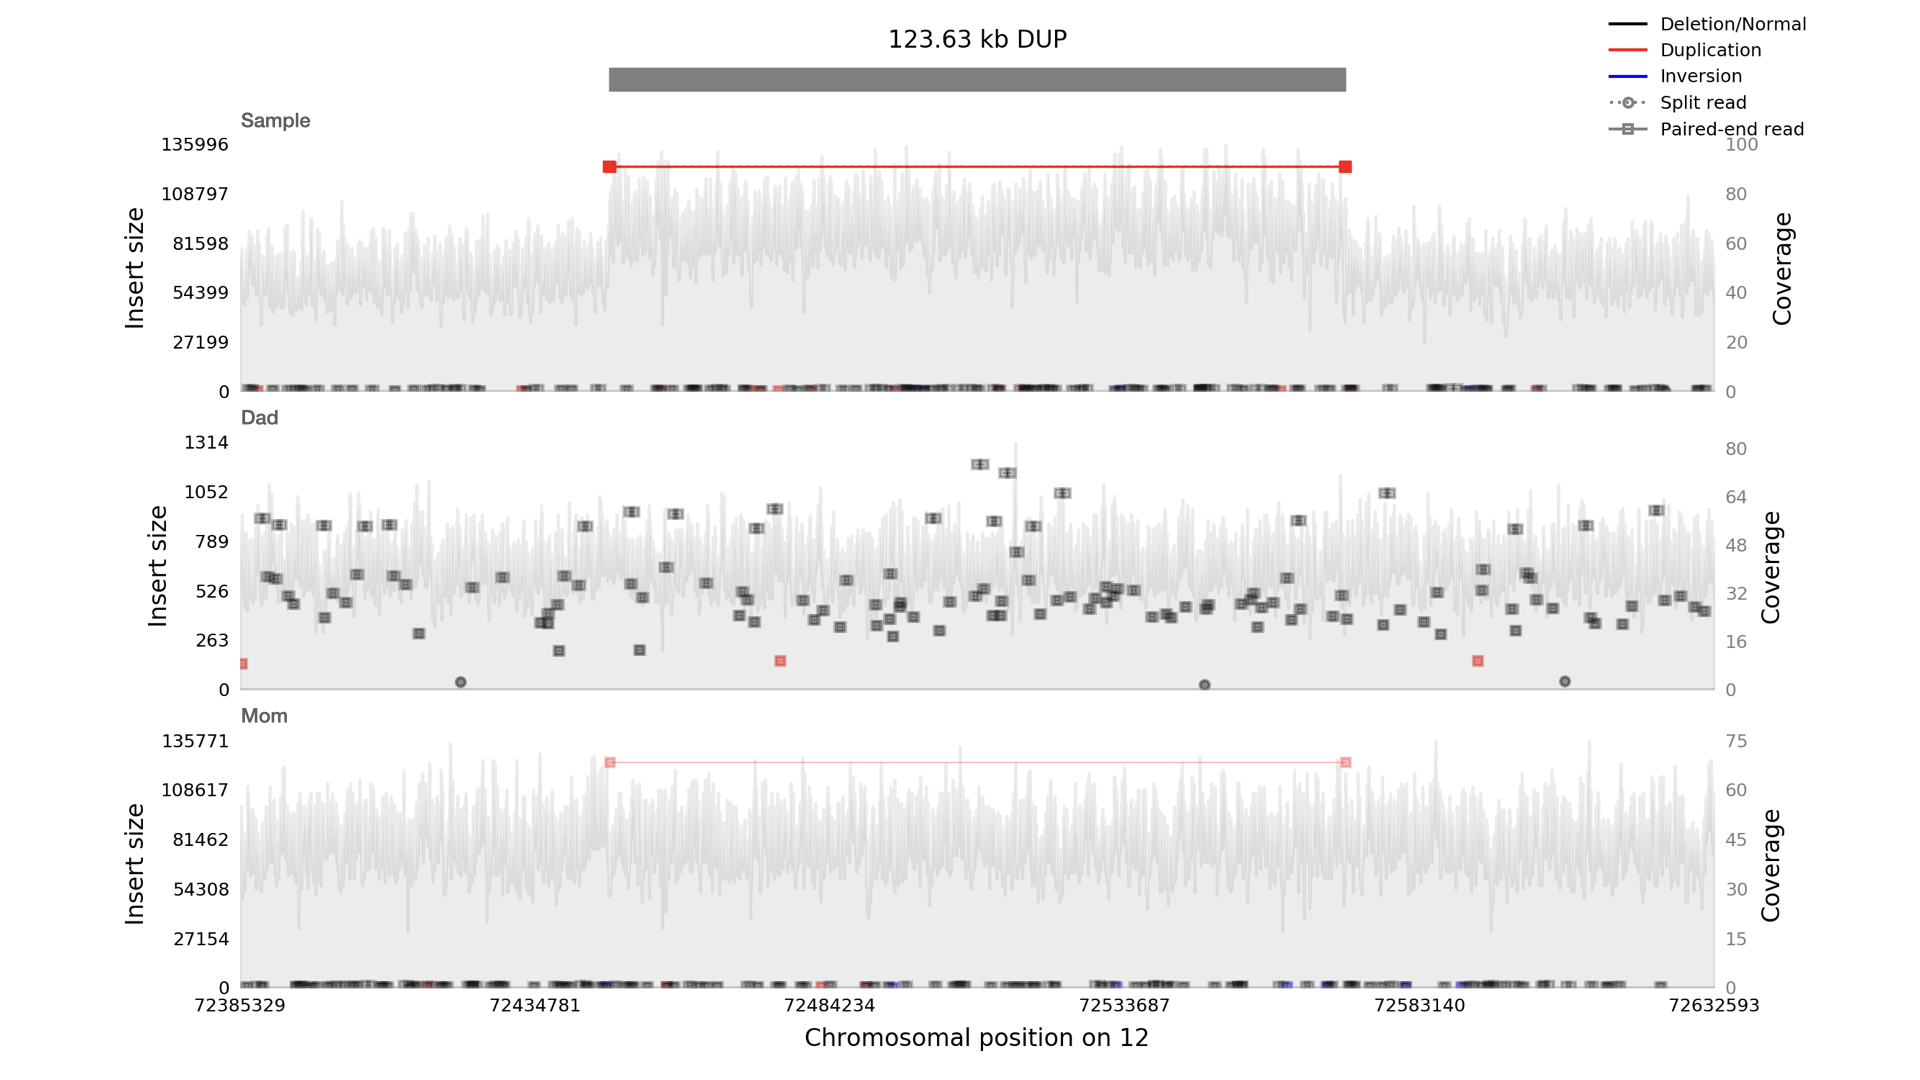 123.63 kb DUP
Deletion/Normal
Duplication
Inversion
Split read
Paired-end read
Sample
135996
108797
81598
54399
27199
0
Insert size
100
80
60
40
20
0
Coverage
Dad
1314
1052
789
526
263
0
Insert size
80
64
48
32
16
0
Coverage
Mom
135771
108617
81462
54308
27154
0
Insert size
75
60
45
30
15
0
Coverage
72385329 72434781 72484234 72533687 72583140 72632593
Chromosomal position on 12